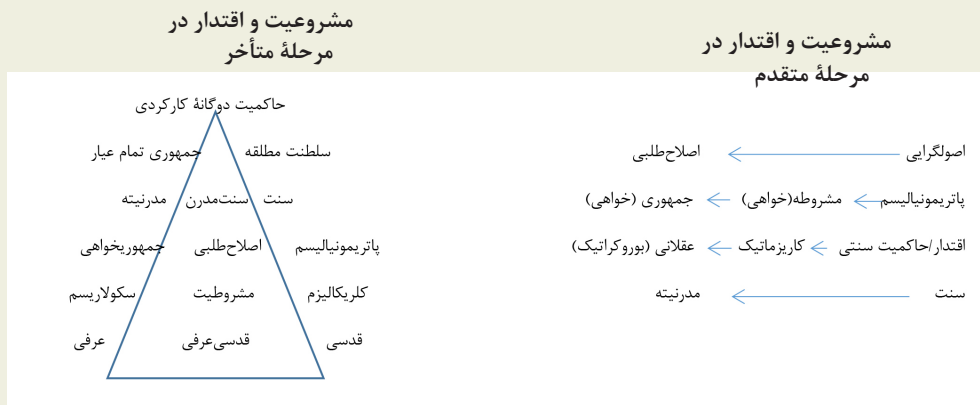 مشروعیت و اقتدار در
مرحلهٔ متقدم
اصولگرایی اصلاح‌طلبی
پاتریمونیالیسم مشروطه(خواهی) جمهوری (خواهی)
اقتدار/حاکمیت سنتی کاریزماتیک عقلانی (بوروکراتیک)
سنت مدرنیته
مشروعیت و اقتدار در
مرحلهٔ متأخر
حاکمیت دوگانهٔ کارکردی
سلطنت مطلقه جمهوری تمام عیار
سنت سنت‌مدرن مدرنیته
پاتریمونیالیسم اصلاح‌طلبی جمهوریخواهی
کلریکالیزم مشروطیت سکولاریسم
قدسی قدسی‌عرفی عرفی